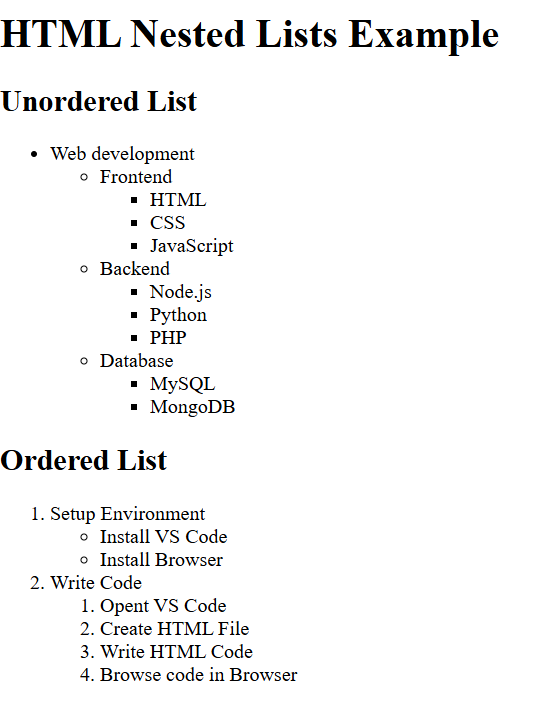 HTML Nested Lists Example
Unordered List
• Web development
○ Frontend
▪ HTML
▪ CSS
▪ JavaScript
○ Backend
▪ Node.js
▪ Python
▪ PHP
○ Database
▪ MySQL
▪ MongoDB
Ordered List
1. Setup Environment
○ Install VS Code
○ Install Browser
2. Write Code
1. Opent VS Code
2. Create HTML File
3. Write HTML Code
4. Browse code in Browser